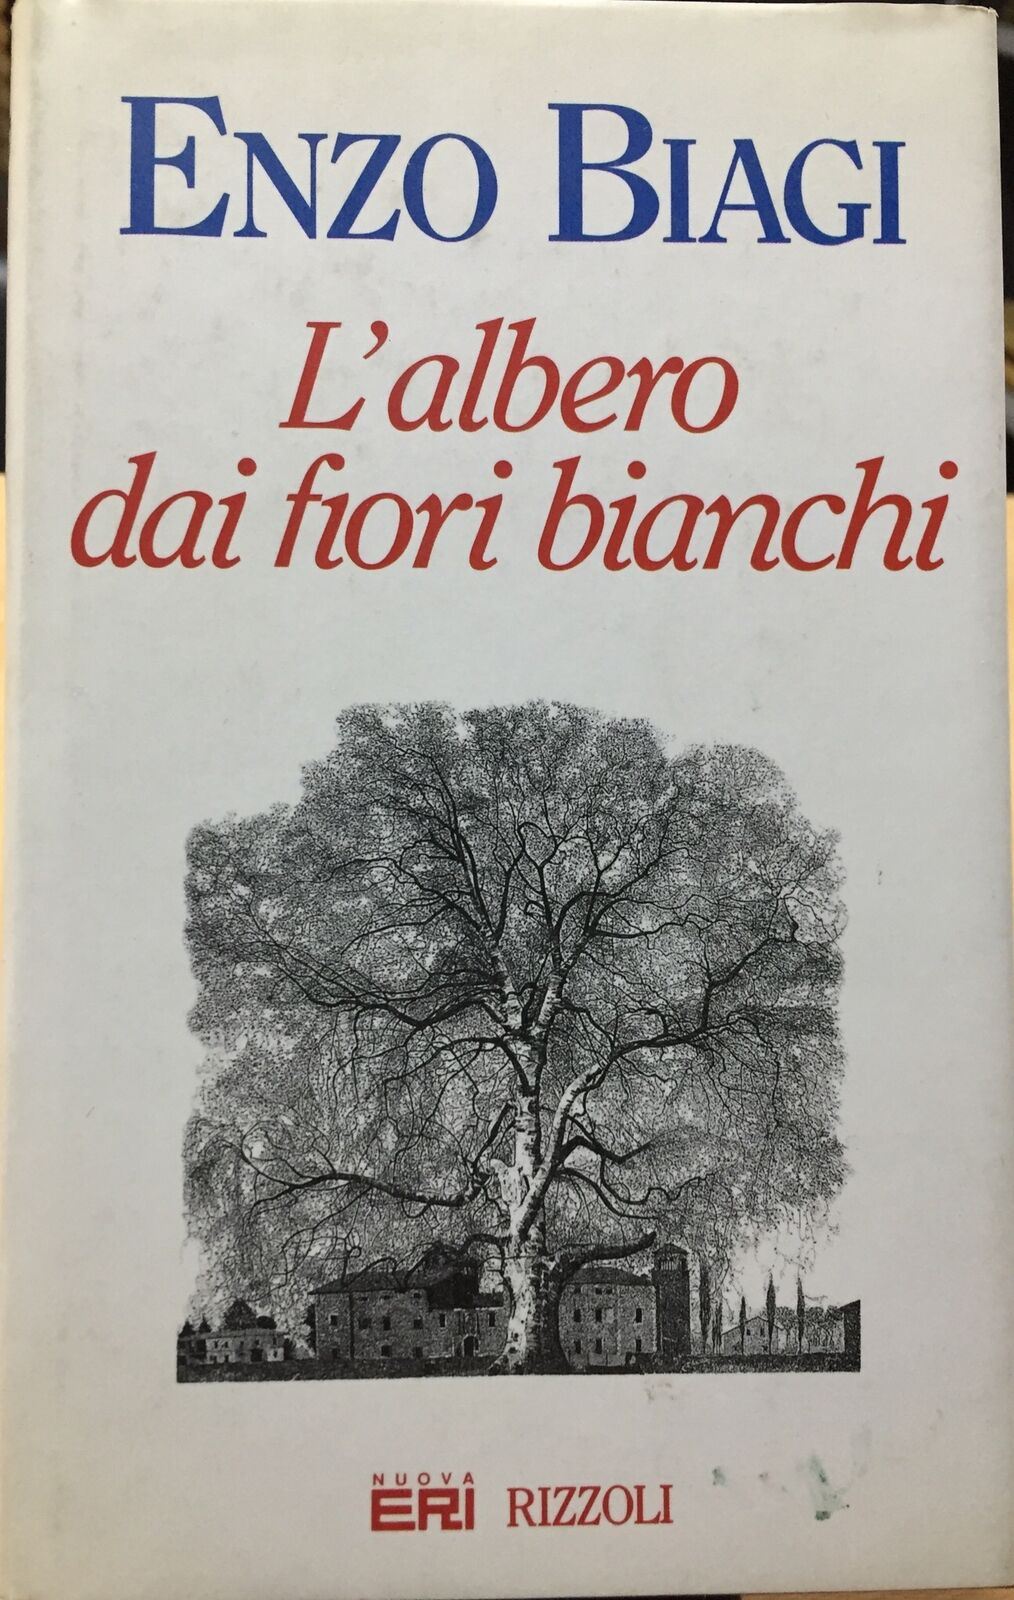 ENZO BIAGI
L'albero
dai fiori bianchi
NUOVA
ERI RIZZOLI